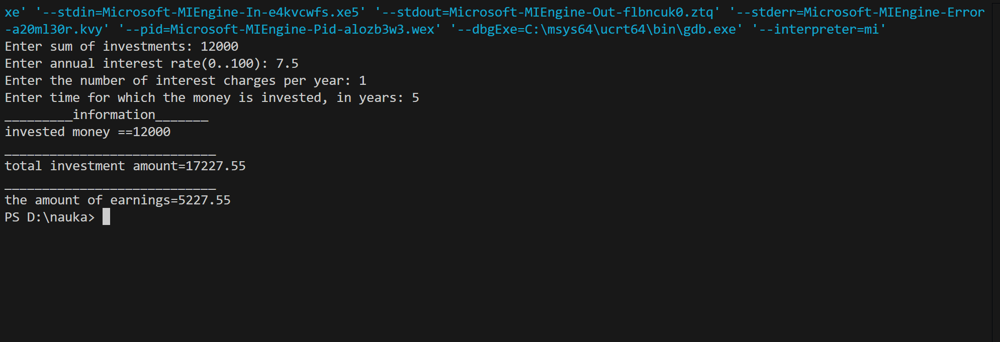 xe' '--stdin=Microsoft-MIEngine-In-e4kvcwfs.xe5' '--stdout=Microsoft-MIEngine-Out-flbncuk0.ztq' '--stderr=Microsoft-MIEngine-Error
-a20ml30r.kvy' '--pid=Microsoft-MIEngine-Pid-alozb3w3.wex' '--dbgExe=C:\msys64\ucrt64\bin\gdb.exe' '--interpreter=mi'
Enter sum of investments: 12000
Enter annual interest rate(0..100): 7.5
Enter the number of interest charges per year: 1
Enter time for which the money is invested, in years: 5
_________information_______
invested money ==12000
____________________________
total investment amount=17227.55
____________________________
the amount of earnings=5227.55
PS D:\nauka>